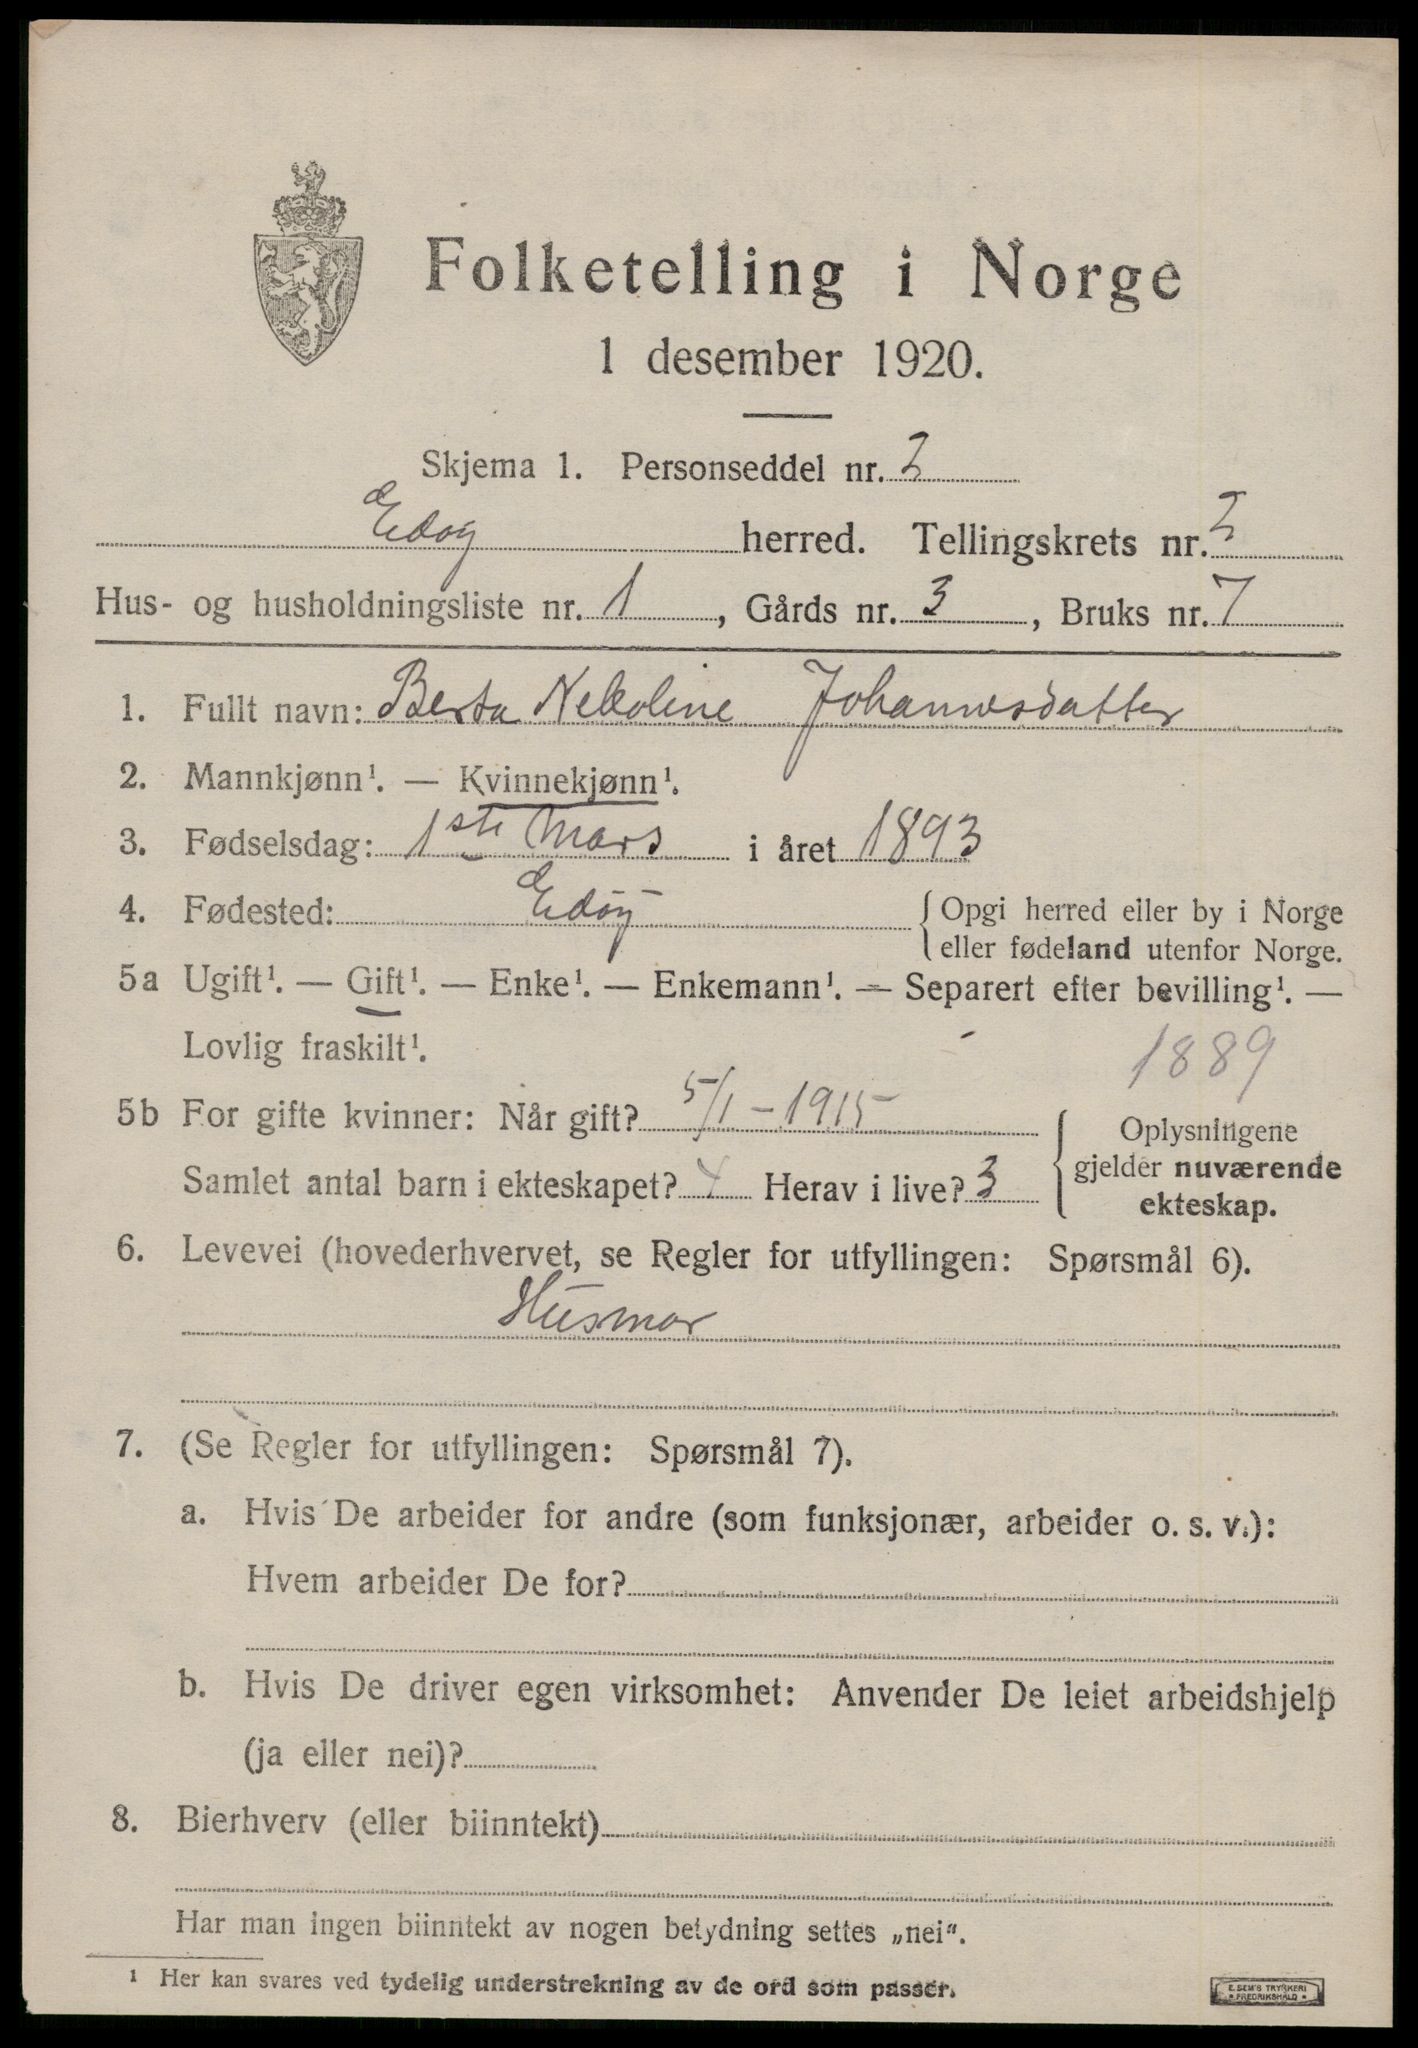 Folketelling i Norge
1 desember 1920.
Skjema 1. Personseddel nr. 2
Edøy herred. Tellingskrets nr. 2
Hus- og husholdningsliste nr. 1, Gårds nr. 3, Bruks nr. 7
1. Fullt navn: Berta Nekoline Johannesdatter
2. Mannkjønn¹. — Kvinnekjønn¹.
3. Fødselsdag: 1ste Mars i året 1893
4. Fødested: Edøy { Opgi herred eller by i Norge
eller fødeland utenfor Norge.
5a Ugift¹. — Gift¹. — Enke¹. — Enkemann¹. — Separert efter bevilling¹. —
Lovlig fraskilt¹.
1889
5b For gifte kvinner: Når gift? 5/1 - 1915
Samlet antal barn i ekteskapet? 4 Herav i live? 3
{ Oplysningene
gjelder nuværende
ekteskap.
6. Levevei (hovederhvervet, se Regler for utfyllingen: Spørsmål 6).
Husmor
7. (Se Regler for utfyllingen: Spørsmål 7).
a. Hvis De arbeider for andre (som funksjonær, arbeider o. s. v.):
Hvem arbeider De for?
b. Hvis De driver egen virksomhet: Anvender De leiet arbeidshjelp
(ja eller nei)?
8. Bierhverv (eller biinntekt)
Har man ingen biinntekt av nogen betydning settes „nei“.
¹ Her kan svares ved tydelig understrekning av de ord som passer.
E. SEM'S TRYKKERI
* FREDRIKSHALD *